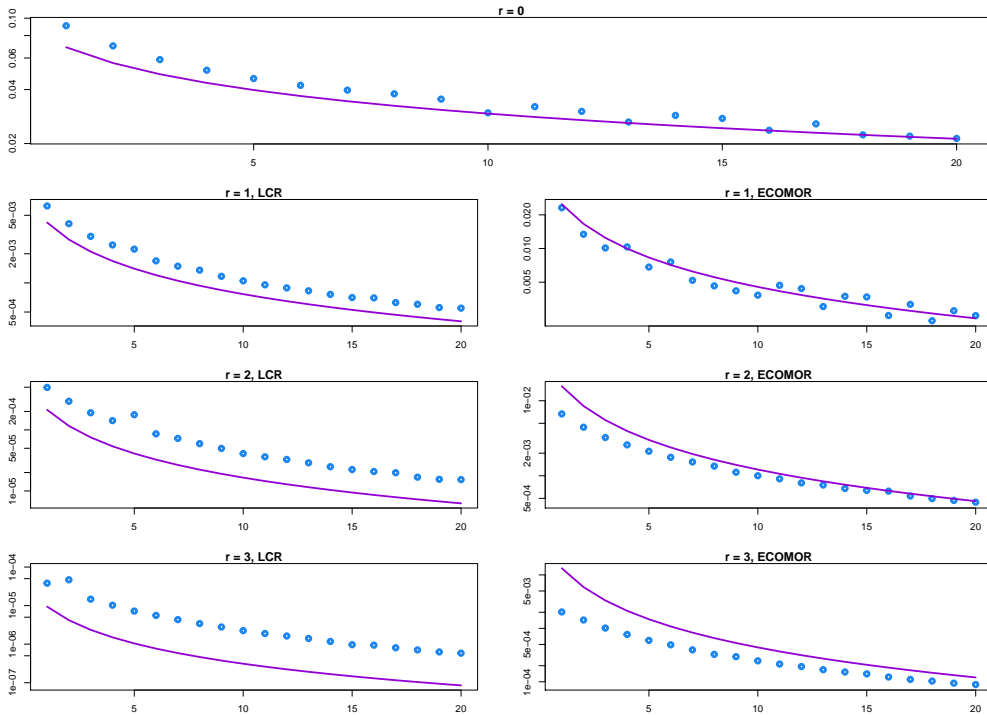 r = 0
0.10
0.06
0.04
0.02
5
10
15
20
r = 1, LCR
5e-03
2e-03
5e-04
5
10
15
20
r = 1, ECOMOR
0.020
0.010
0.005
5
10
15
20
r = 2, LCR
2e-04
5e-05
1e-05
5
10
15
20
r = 2, ECOMOR
1e-02
2e-03
5e-04
5
10
15
20
r = 3, LCR
1e-04
1e-05
1e-06
1e-07
5
10
15
20
r = 3, ECOMOR
5e-03
5e-04
1e-04
5
10
15
20